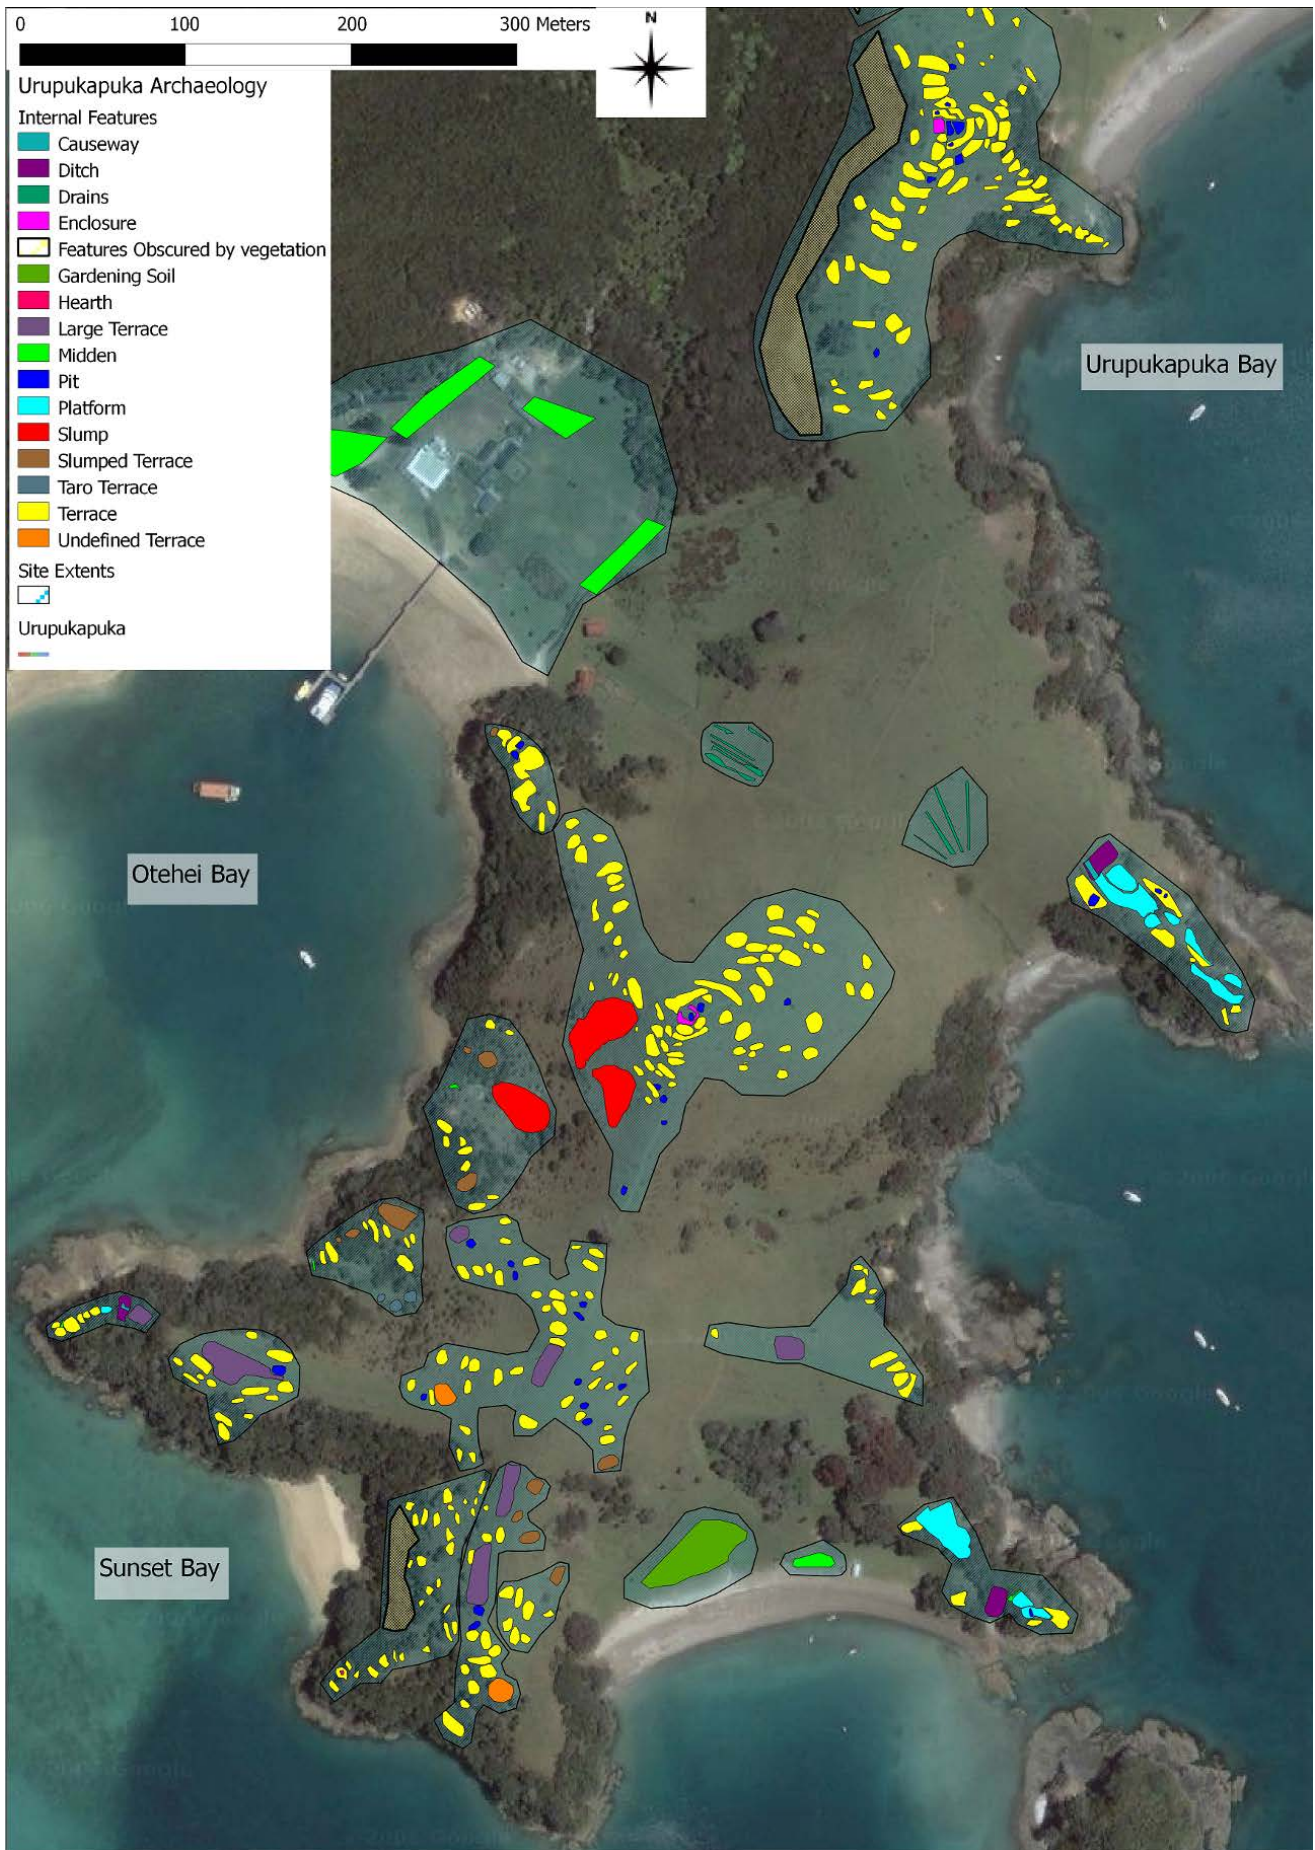 0 100 200 300 Meters
N
Urupukapuka Archaeology
Internal Features
Causeway
Ditch
Drains
Enclosure
Features Obscured by vegetation
Gardening Soil
Hearth
Large Terrace
Midden
Pit
Platform
Slump
Slumped Terrace
Taro Terrace
Terrace
Undefined Terrace
Site Extents
Urupukapuka
Urupukapuka Bay
Otehei Bay
Sunset Bay